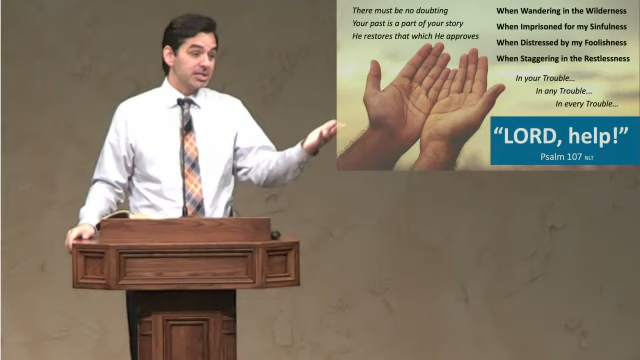 There must be no doubting
Your past is a part of your story
He restores that which He approves
When Wandering in the Wilderness
When Imprisoned for my Sinfulness
When Distressed by my Foolishness
When Staggering in the Restlessness
In your Trouble...
In any Trouble...
In every Trouble...
“LORD, help!”
Psalm 107 NLT